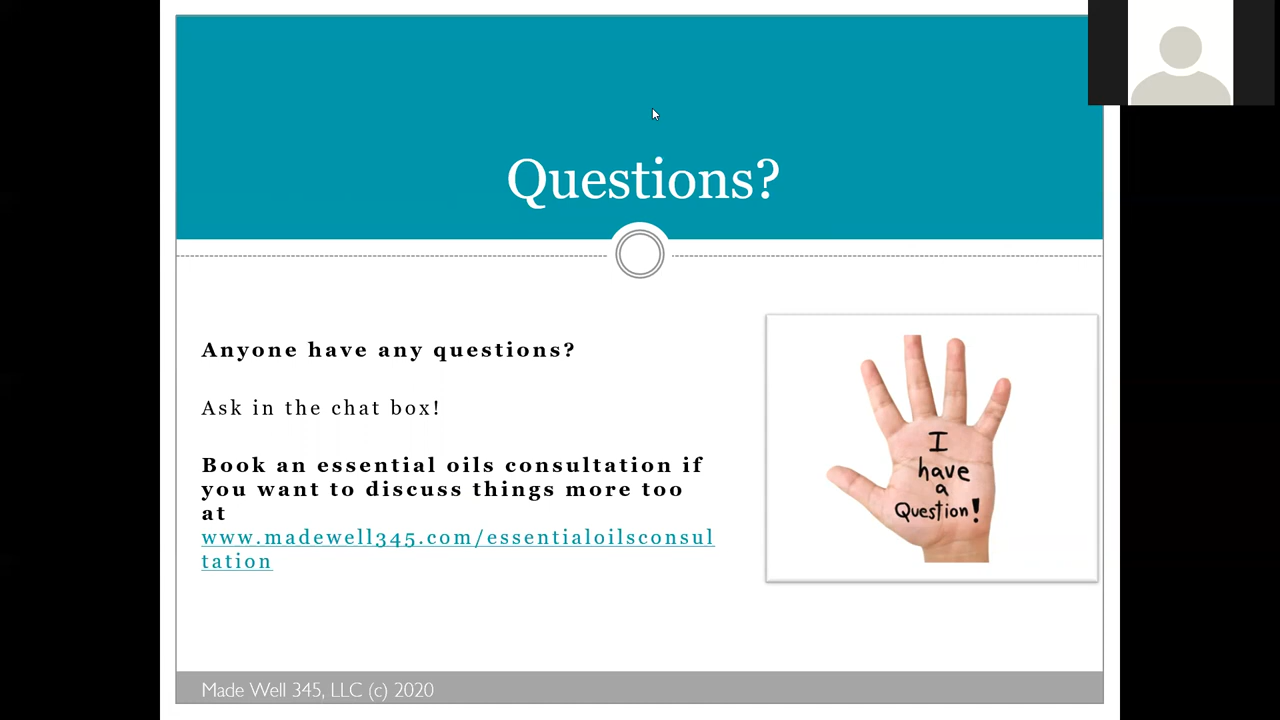 Questions?
Anyone have any questions?
Ask in the chat box!
Book an essential oils consultation if
you want to discuss things more too
at
www.madewell345.com/essentialoilsconsul
tation
I
have
a
Question!
Made Well 345, LLC (c) 2020